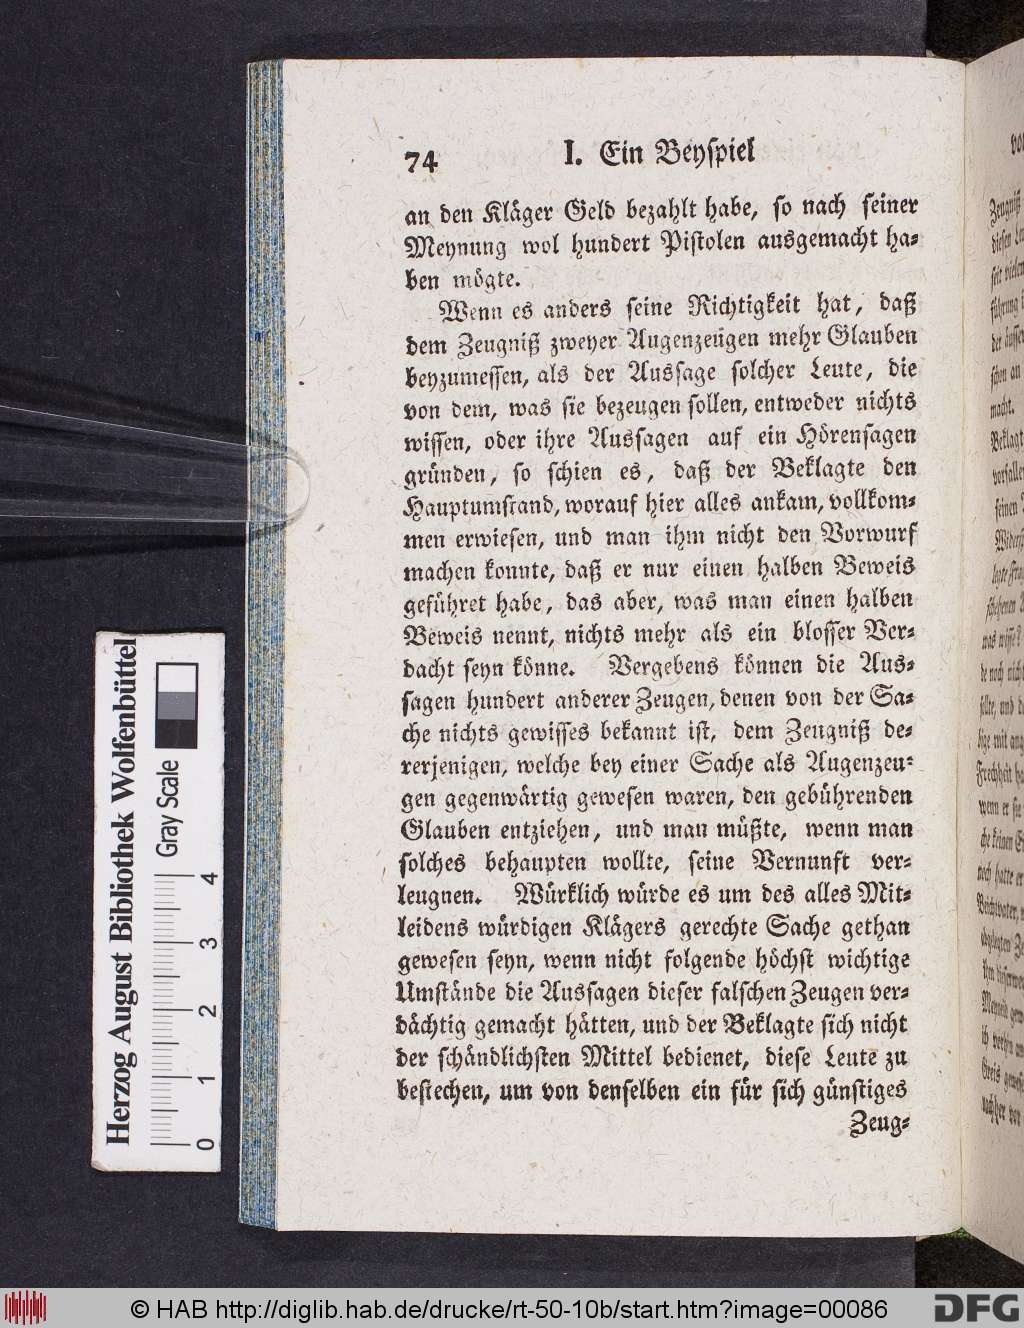 74 I. Ein Beyspiel
an den Kläger Geld bezahlt habe, so nach seiner
Meynung wol hundert Pistolen ausgemacht ha-
ben mögte.
Wenn es anders seine Richtigkeit hat, daß
dem Zeugniß zweyer Augenzeugen mehr Glauben
beyzumessen, als der Aussage solcher Leute, die
von dem, was sie bezeugen sollen, entweder nichts
wissen, oder ihre Aussagen auf ein Hörensagen
gründen, so schien es, daß der Beklagte den
Hauptumstand, worauf hier alles ankam, vollkom-
men erwiesen, und man ihm nicht den Vorwurf
machen konnte, daß er nur einen halben Beweis
geführet habe, das aber, was man einen halben
Beweis nennt, nichts mehr als ein blosser Ver-
dacht seyn könne. Vergebens können die Aus-
sagen hundert anderer Zeugen, denen von der Sa-
che nichts gewisses bekannt ist, dem Zeugniß de-
rerjenigen, welche bey einer Sache als Augenzeu-
gen gegenwärtig gewesen waren, den gebührenden
Glauben entziehen, und man müßte, wenn man
solches behaupten wollte, seine Vernunft ver-
leugnen. Würklich würde es um des alles Mit-
leidens würdigen Klägers gerechte Sache gethan
gewesen seyn, wenn nicht folgende höchst wichtige
Umstände die Aussagen dieser falschen Zeugen ver-
dächtig gemacht hätten, und der Beklagte sich nicht
der schändlichsten Mittel bedienet, diese Leute zu
bestechen, um von denselben ein für sich günstiges
Zeug-
Herzog August Bibliothek Wolfenbüttel
Gray Scale
0 1 2 3 4
© HAB http://diglib.hab.de/drucke/rt-50-10b/start.htm?image=00086
DFG